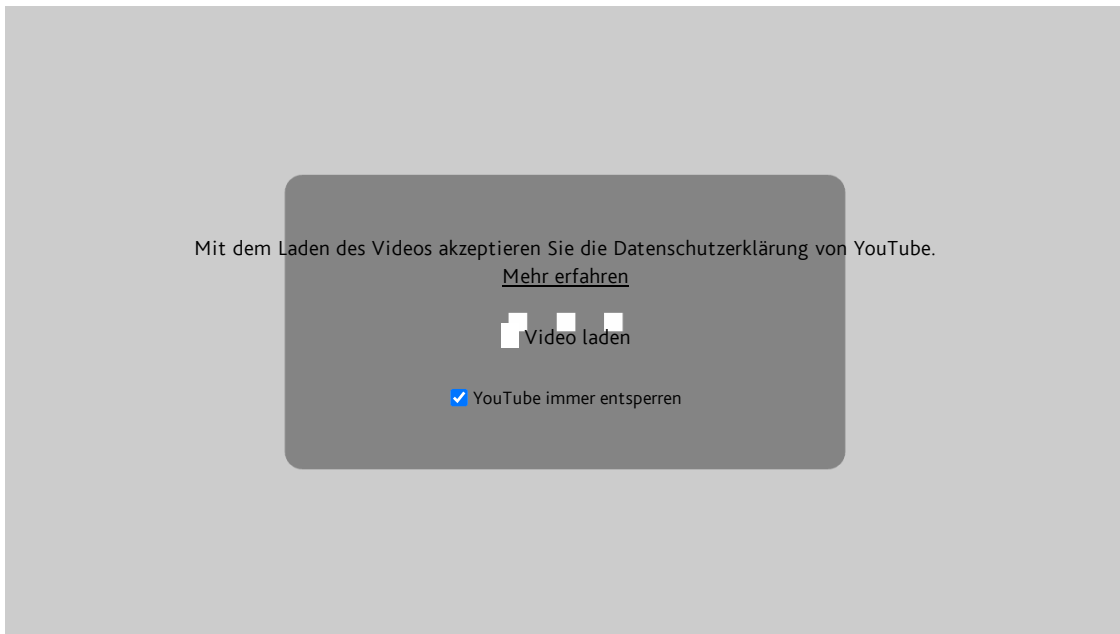 Mit dem Laden des Videos akzeptieren Sie die Datenschutzerklärung von YouTube.
Mehr erfahren
Video laden
YouTube immer entsperren